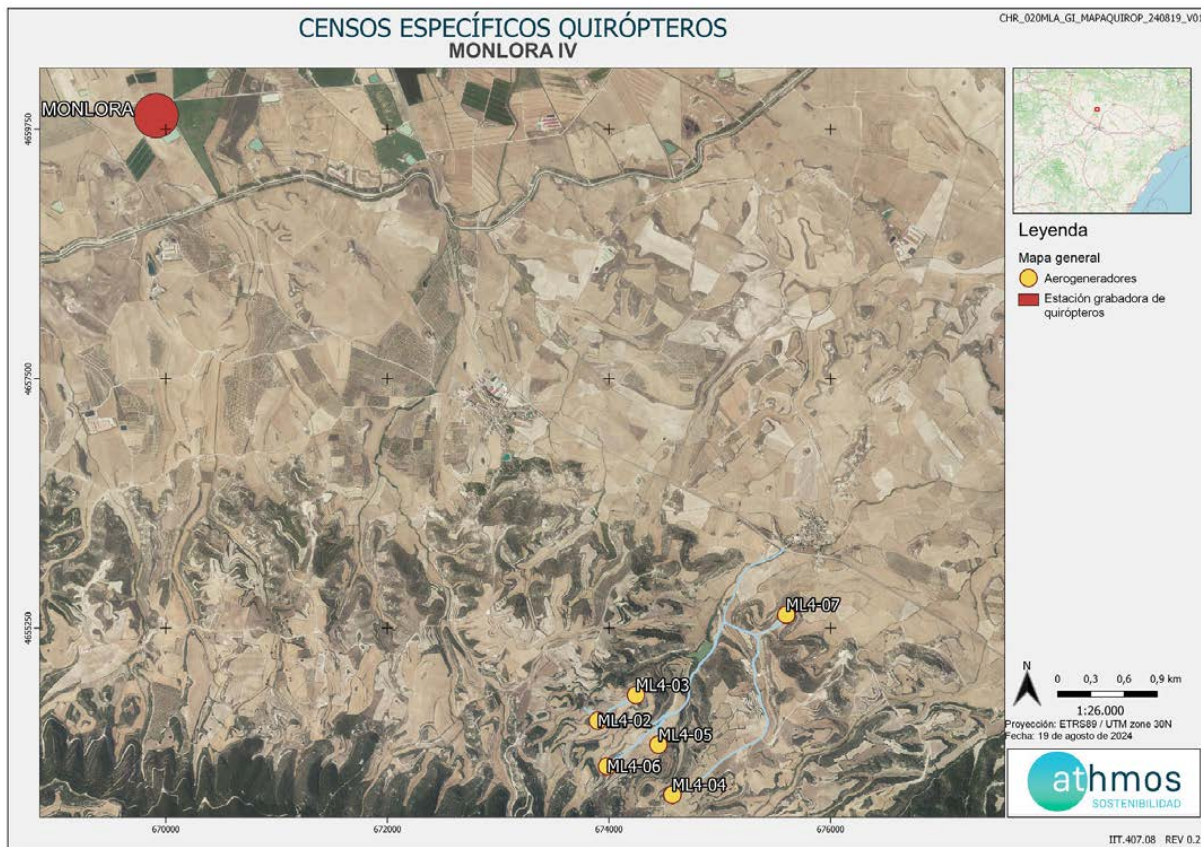 CENSOS ESPECÍFICOS QUIRÓPTEROS
MONLORA IV
CHR_020MLA_GI_MAPAQUIROP_240819_V01
MONLORA
4659750
4657500
4655250
ML4-07
ML4-03
ML4-02
ML4-05
ML4-06
ML4-04
670000
672000
674000
676000
Leyenda
Mapa general
Aerogeneradores
Estación grabadora de
quirópteros
N
0 0,3 0,6 0,9 km
1:26.000
Proyección: ETRS89 / UTM zone 30N
Fecha: 19 de agosto de 2024
athmos
SOSTENIBILIDAD
IIT.407.08 REV 0.2